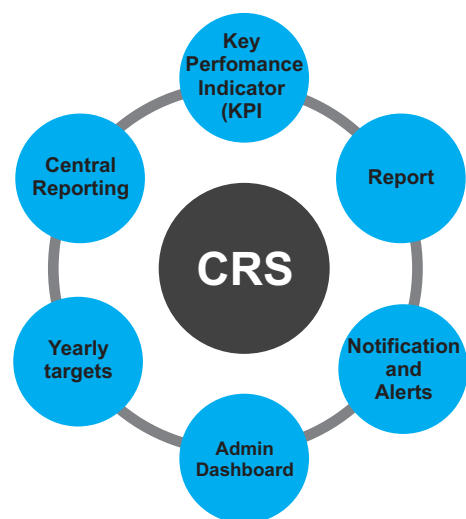 Key
Perfomance
Indicator
(KPI
Central
Reporting
Report
CRS
Yearly
targets
Notification
and
Alerts
Admin
Dashboard